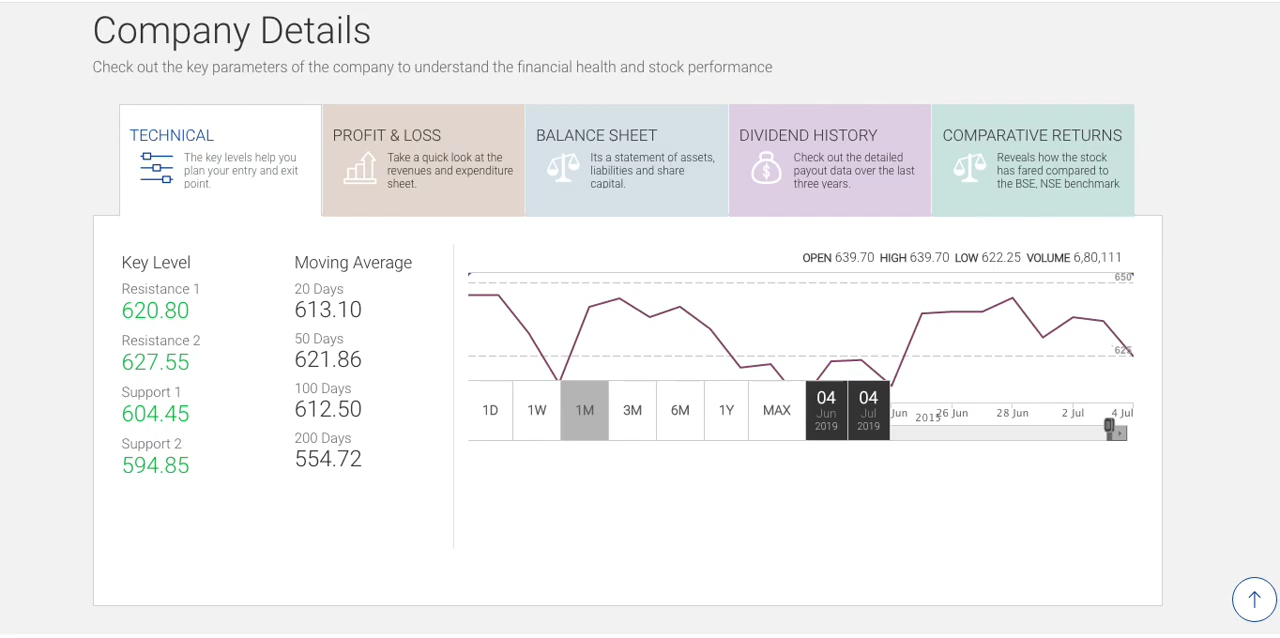 Company Details
Check out the key parameters of the company to understand the financial health and stock performance
TECHNICAL
The key levels help you
plan your entry and exit
point.
PROFIT & LOSS
Take a quick look at the
revenues and expenditure
sheet.
BALANCE SHEET
Its a statement of assets,
liabilities and share
capital.
DIVIDEND HISTORY
Check out the detailed
payout data over the last
three years.
COMPARATIVE RETURNS
Reveals how the stock
has fared compared to
the BSE, NSE benchmark
Key Level
Resistance 1
620.80
Resistance 2
627.55
Support 1
604.45
Support 2
594.85
Moving Average
20 Days
613.10
50 Days
621.86
100 Days
612.50
200 Days
554.72
OPEN 639.70 HIGH 639.70 LOW 622.25 VOLUME 6,80,111
650
625
1D 1W 1M 3M 6M 1Y MAX
04
Jun
2019
04
Jul
2019
Jun 26 Jun 28 Jun 2 Jul 4 Jul
2015